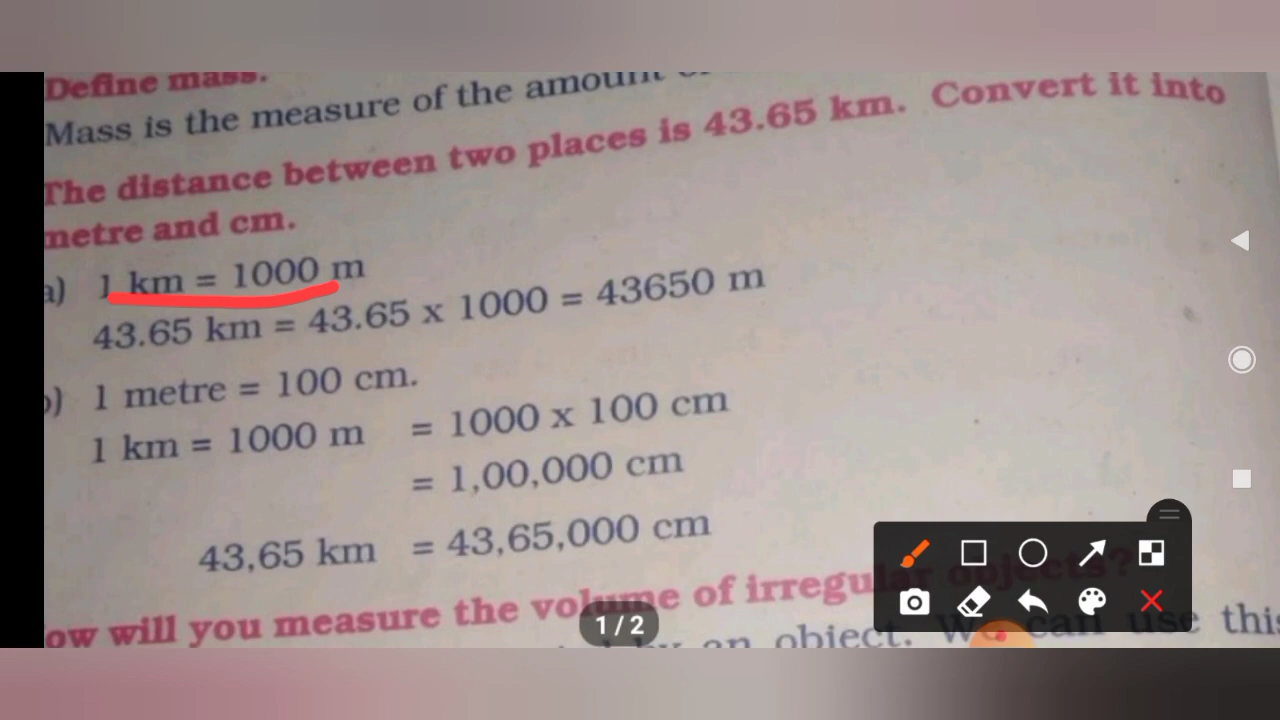 Define mass.
Mass is the measure of the amount
The distance between two places is 43.65 km. Convert it into
metre and cm.
a) 1 km = 1000 m
43.65 km = 43.65 x 1000 = 43650 m
) 1 metre = 100 cm.
1 km = 1000 m = 1000 x 100 cm
= 1,00,000 cm
43,65 km = 43,65,000 cm
ow will you measure the volume of irregular objects?
1 / 2
by an object. We can use this